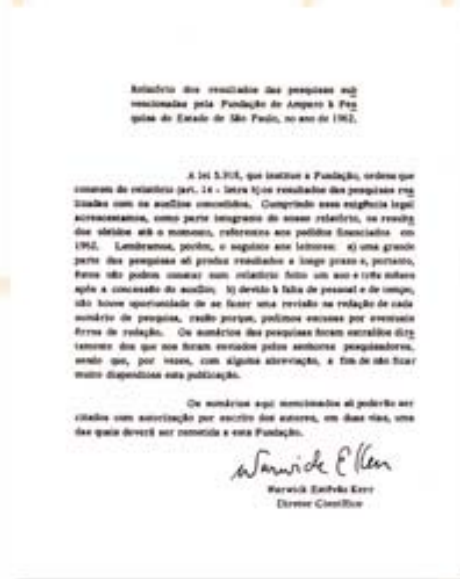 Relatório dos resultados das pesquisas sub
vencionadas pela Fundação de Amparo à Pes
quisa do Estado de São Paulo, no ano de 1962.
A lei 5.918, que institue a Fundação, ordena que
constem do relatório (art. 16 - letra h) os resultados das pesquisas rea
lizadas com os auxílios concedidos. Cumprindo essa exigência legal
acrescentamos, como parte integrante do nosso relatório, os resulta
dos obtidos até o momento, referentes aos pedidos financiados em
1962. Lembramos, porém, o seguinte aos leitores: a) uma grande
parte das pesquisas só produz resultados a longo prazo e, portanto,
êstes não podem constar num relatório feito um ano e três mêses
após a concessão do auxílio; b) devido à falta de pessoal e de tempo,
não houve oportunidade de se fazer uma revisão na redação de cada
sumário de pesquisa, razão porque, pedimos escusas por eventuais
êrros de redação. Os sumários das pesquisas foram extraídos dire
tamente dos que nos foram enviados pelos senhores pesquisadores,
sendo que, por vezes, com alguma abreviação, a fim de não ficar
muito dispendiosa esta publicação.
Os sumários aqui mencionados só poderão ser
citados com autorização por escrito dos autores, em duas vias, uma
das quais deverá ser remetida a esta Fundação.
Warwick E Kerr
Warwick Estêvão Kerr
Diretor Científico